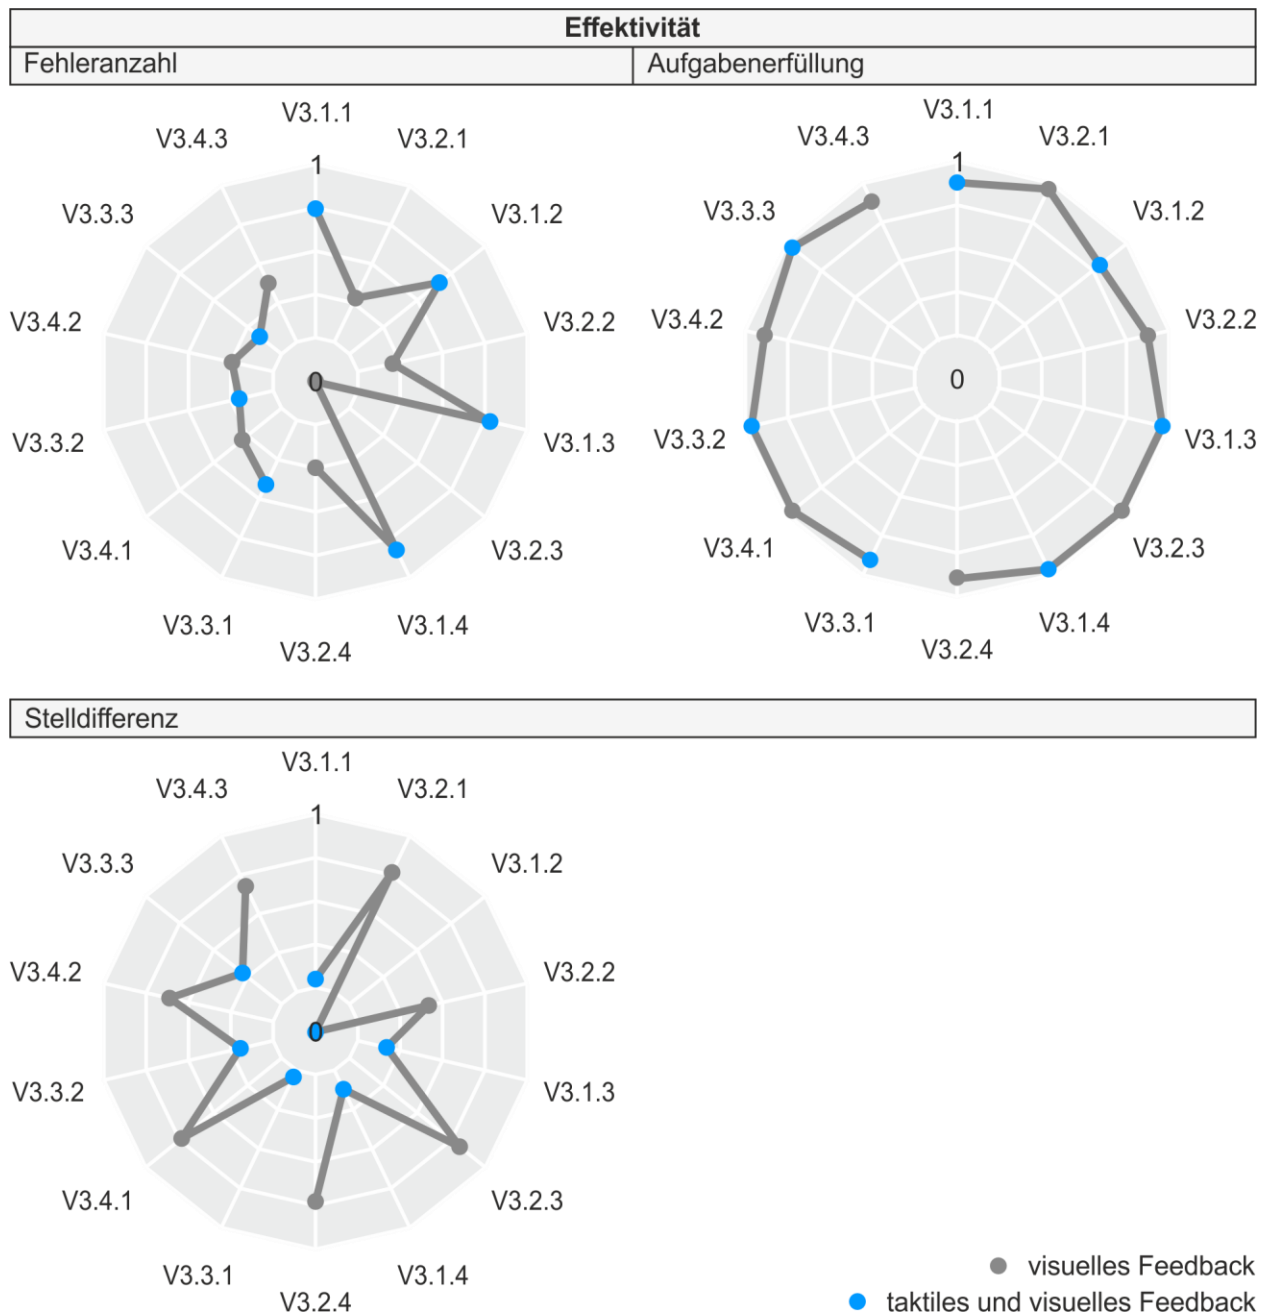 Effektivität
Fehleranzahl
Aufgabenerfüllung
V3.1.1
V3.2.1
V3.1.2
V3.2.2
V3.1.3
V3.2.3
V3.1.4
V3.2.4
V3.3.1
V3.4.1
V3.3.2
V3.4.2
V3.3.3
V3.4.3
1
0
V3.1.1
V3.2.1
V3.1.2
V3.2.2
V3.1.3
V3.2.3
V3.1.4
V3.2.4
V3.3.1
V3.4.1
V3.3.2
V3.4.2
V3.3.3
V3.4.3
1
0
Stelldifferenz
V3.1.1
V3.2.1
V3.1.2
V3.2.2
V3.1.3
V3.2.3
V3.1.4
V3.2.4
V3.3.1
V3.4.1
V3.3.2
V3.4.2
V3.3.3
V3.4.3
1
0
visuelles Feedback
taktiles und visuelles Feedback